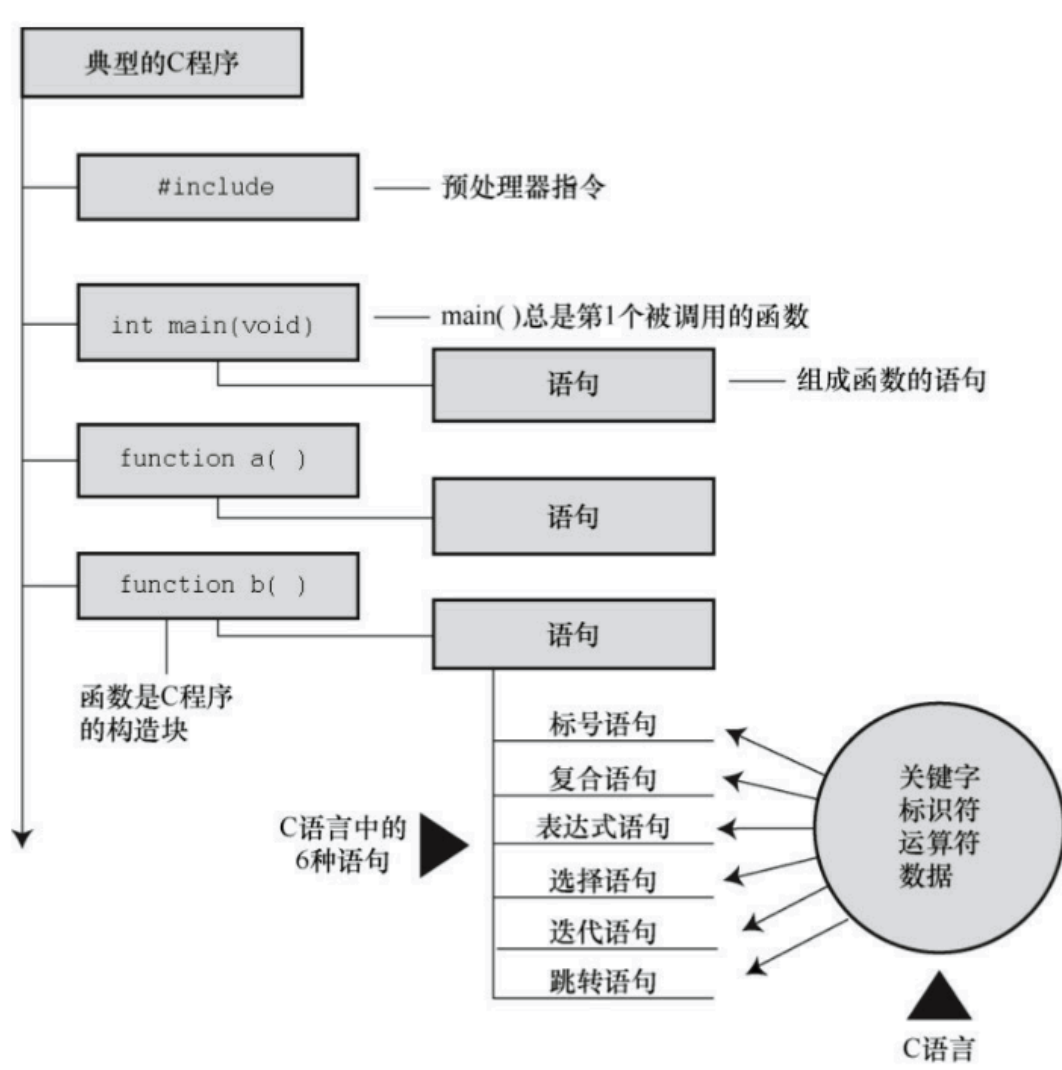 典型的C程序
#include
预处理器指令
int main(void)
main( )总是第1个被调用的函数
语句
组成函数的语句
function a( )
语句
function b( )
语句
函数是C程序
的构造块
标号语句
复合语句
表达式语句
选择语句
迭代语句
跳转语句
C语言中的
6种语句
关键字
标识符
运算符
数据
C语言